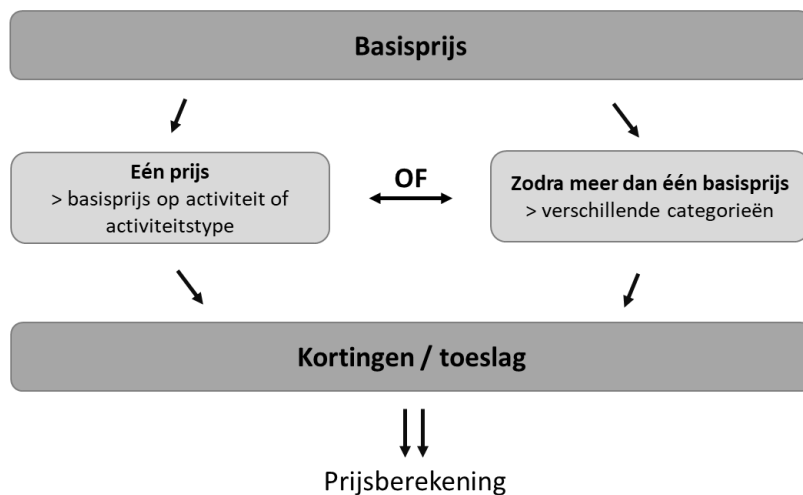 Basisprijs
Eén prijs
> basisprijs op activiteit of
activiteitstype
OF
Zodra meer dan één basisprijs
> verschillende categorieën
Kortingen / toeslag
Prijsberekening